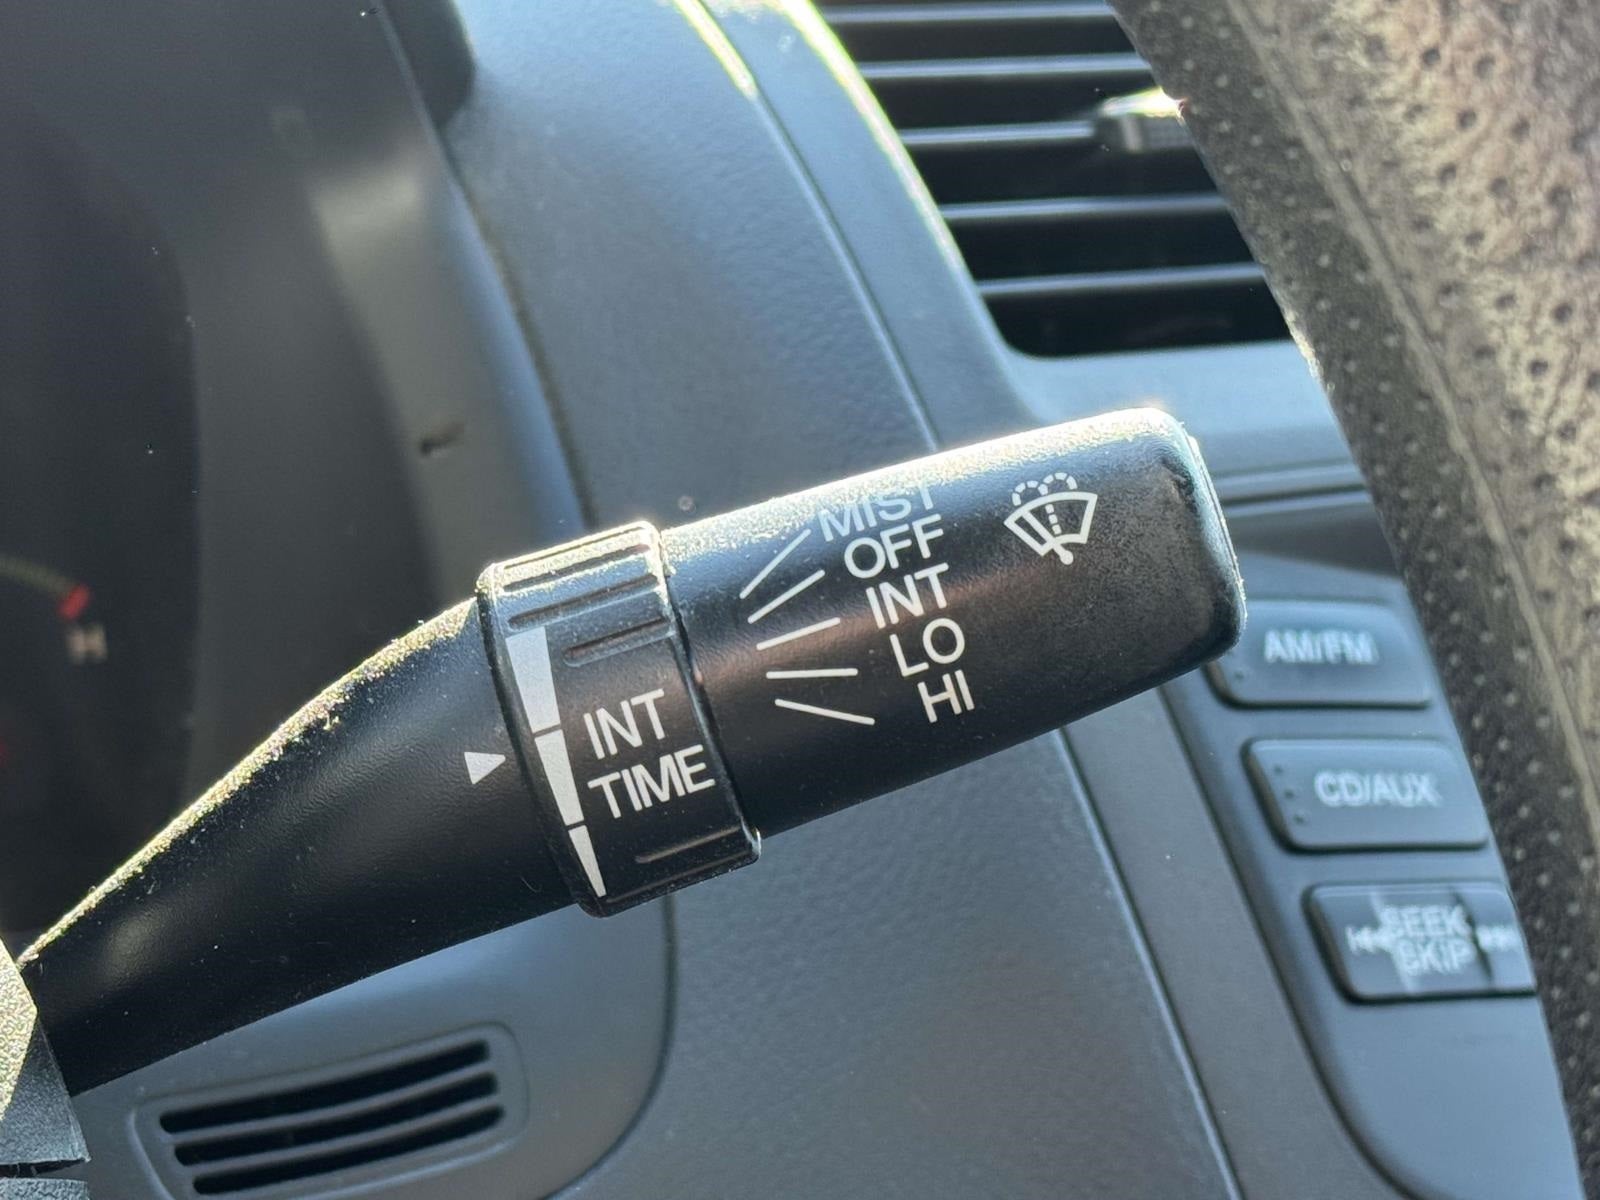 MIST
OFF
INT
LO
HI
INT
TIME
AM/FM
CD/AUX
SEEK
SKIP
H